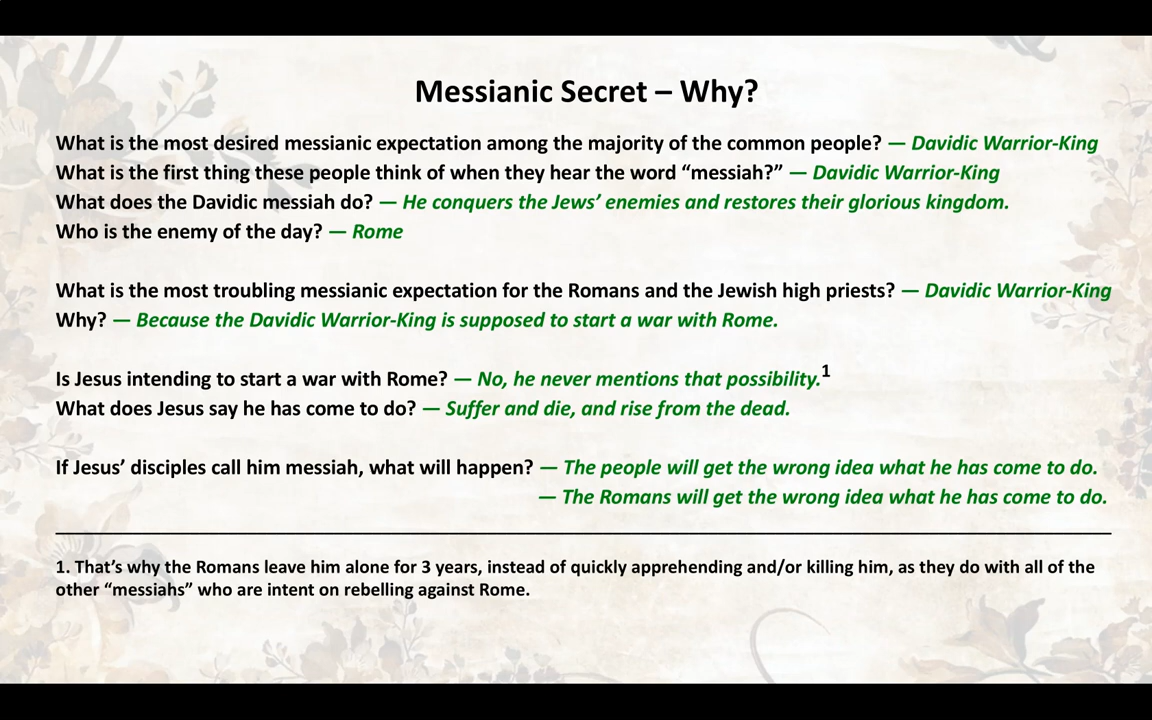 Messianic Secret – Why?
What is the most desired messianic expectation among the majority of the common people? — Davidic Warrior-King
What is the first thing these people think of when they hear the word “messiah?” — Davidic Warrior-King
What does the Davidic messiah do? — He conquers the Jews’ enemies and restores their glorious kingdom.
Who is the enemy of the day? — Rome
What is the most troubling messianic expectation for the Romans and the Jewish high priests? — Davidic Warrior-King
Why? — Because the Davidic Warrior-King is supposed to start a war with Rome.
Is Jesus intending to start a war with Rome? — No, he never mentions that possibility.1
What does Jesus say he has come to do? — Suffer and die, and rise from the dead.
If Jesus’ disciples call him messiah, what will happen? — The people will get the wrong idea what he has come to do.
— The Romans will get the wrong idea what he has come to do.
1. That’s why the Romans leave him alone for 3 years, instead of quickly apprehending and/or killing him, as they do with all of the
other “messiahs” who are intent on rebelling against Rome.